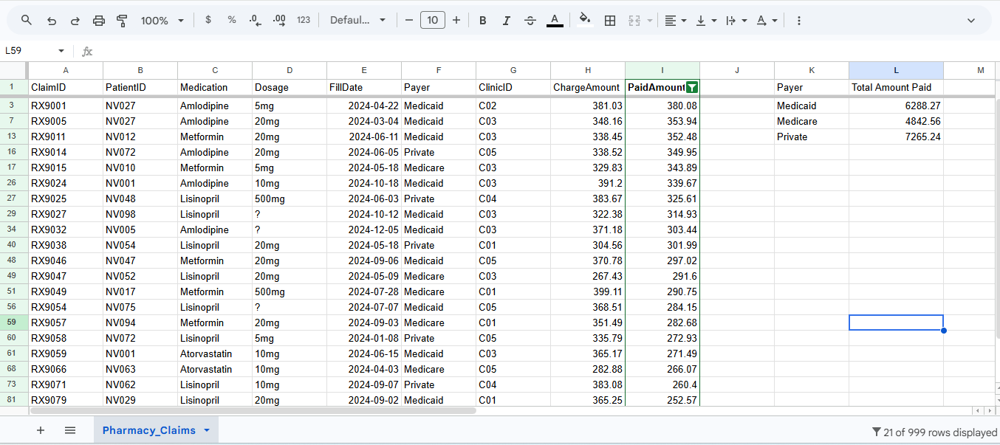 100% $ % .0 .00 123 Defaul... − 10 + B I S A
L59 fx
A B C D E F G H I J K L M
1 ClaimID PatientID Medication Dosage FillDate Payer ClinicID ChargeAmount PaidAmount Payer Total Amount Paid
3 RX9001 NV027 Amlodipine 5mg 2024-04-22 Medicaid C02 381.03 380.08 Medicaid 6288.27
7 RX9005 NV027 Amlodipine 20mg 2024-03-04 Medicaid C03 348.16 353.94 Medicare 4842.56
13 RX9011 NV012 Metformin 20mg 2024-06-11 Medicaid C03 338.45 352.48 Private 7265.24
16 RX9014 NV072 Amlodipine 20mg 2024-06-05 Private C05 338.52 349.95
17 RX9015 NV010 Metformin 5mg 2024-05-18 Medicare C03 329.83 343.89
26 RX9024 NV001 Amlodipine 10mg 2024-10-18 Medicaid C03 391.2 339.67
27 RX9025 NV048 Lisinopril 500mg 2024-06-03 Private C04 383.67 325.61
29 RX9027 NV098 Lisinopril ? 2024-10-12 Medicaid C03 322.38 314.93
34 RX9032 NV005 Amlodipine ? 2024-12-05 Medicaid C03 371.18 303.44
40 RX9038 NV054 Lisinopril 20mg 2024-05-18 Private C01 304.56 301.99
48 RX9046 NV047 Metformin 20mg 2024-09-06 Medicaid C05 370.78 297.02
49 RX9047 NV052 Lisinopril 20mg 2024-05-09 Medicare C03 267.43 291.6
51 RX9049 NV017 Metformin 500mg 2024-07-28 Medicare C01 399.11 290.75
56 RX9054 NV075 Lisinopril ? 2024-07-07 Medicaid C05 368.51 284.15
59 RX9057 NV094 Metformin 20mg 2024-09-03 Medicare C01 351.49 282.68
60 RX9058 NV072 Lisinopril 5mg 2024-01-08 Private C05 335.79 272.93
61 RX9059 NV001 Atorvastatin 10mg 2024-06-15 Medicaid C03 365.17 271.49
68 RX9066 NV063 Atorvastatin 10mg 2024-04-03 Medicare C05 282.88 266.07
73 RX9071 NV062 Lisinopril 10mg 2024-09-07 Private C04 383.08 260.4
81 RX9079 NV029 Lisinopril 20mg 2024-09-02 Medicaid C01 365.25 252.57
Pharmacy_Claims 21 of 999 rows displayed